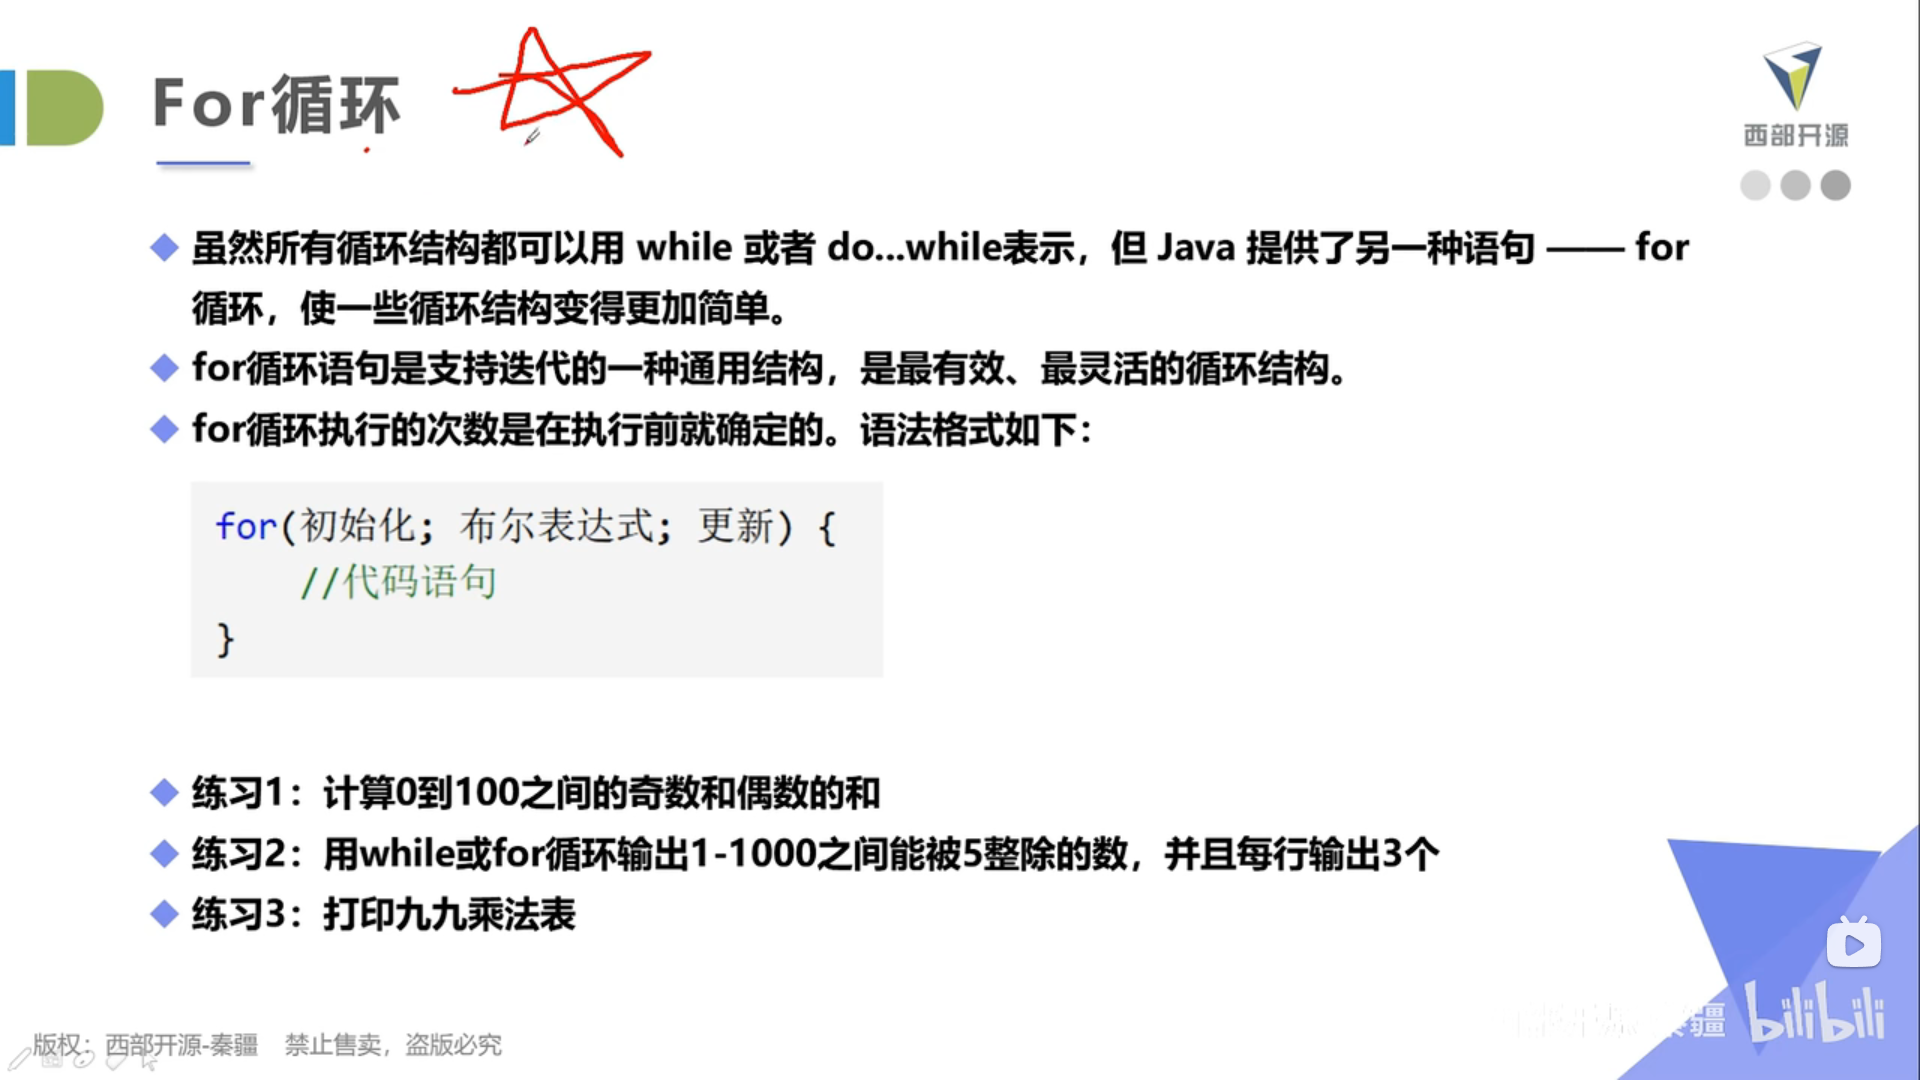 For循环
西部开源
虽然所有循环结构都可以用 while 或者 do...while表示，但 Java 提供了另一种语句 —— for
循环，使一些循环结构变得更加简单。
for循环语句是支持迭代的一种通用结构，是最有效、最灵活的循环结构。
for循环执行的次数是在执行前就确定的。语法格式如下：
for(初始化; 布尔表达式; 更新) {
//代码语句
}
练习1：计算0到100之间的奇数和偶数的和
练习2：用while或for循环输出1-1000之间能被5整除的数，并且每行输出3个
练习3：打印九九乘法表
疆 bilibili
版权：西部开源-秦疆 禁止售卖，盗版必究